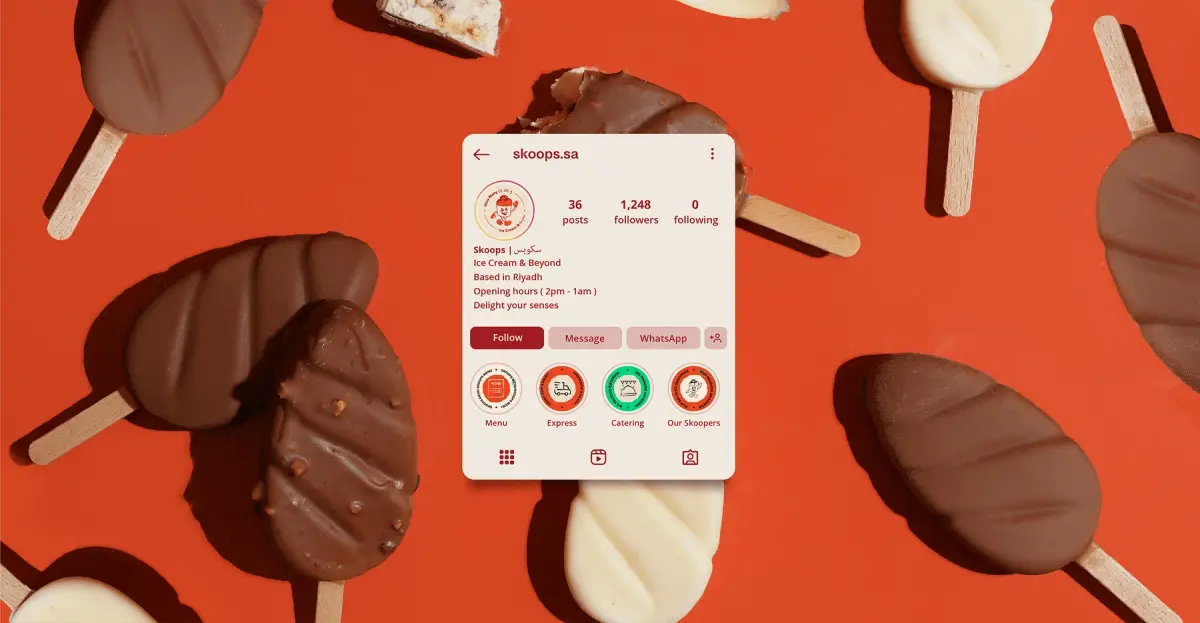 skoops.sa
36
posts
1,248
followers
0
following
Skoops | سكوبس
Ice Cream & Beyond
Based in Riyadh
Opening hours ( 2pm - 1am )
Delight your senses
Follow
Message
WhatsApp
Menu
Express
Catering
Our Skoopers